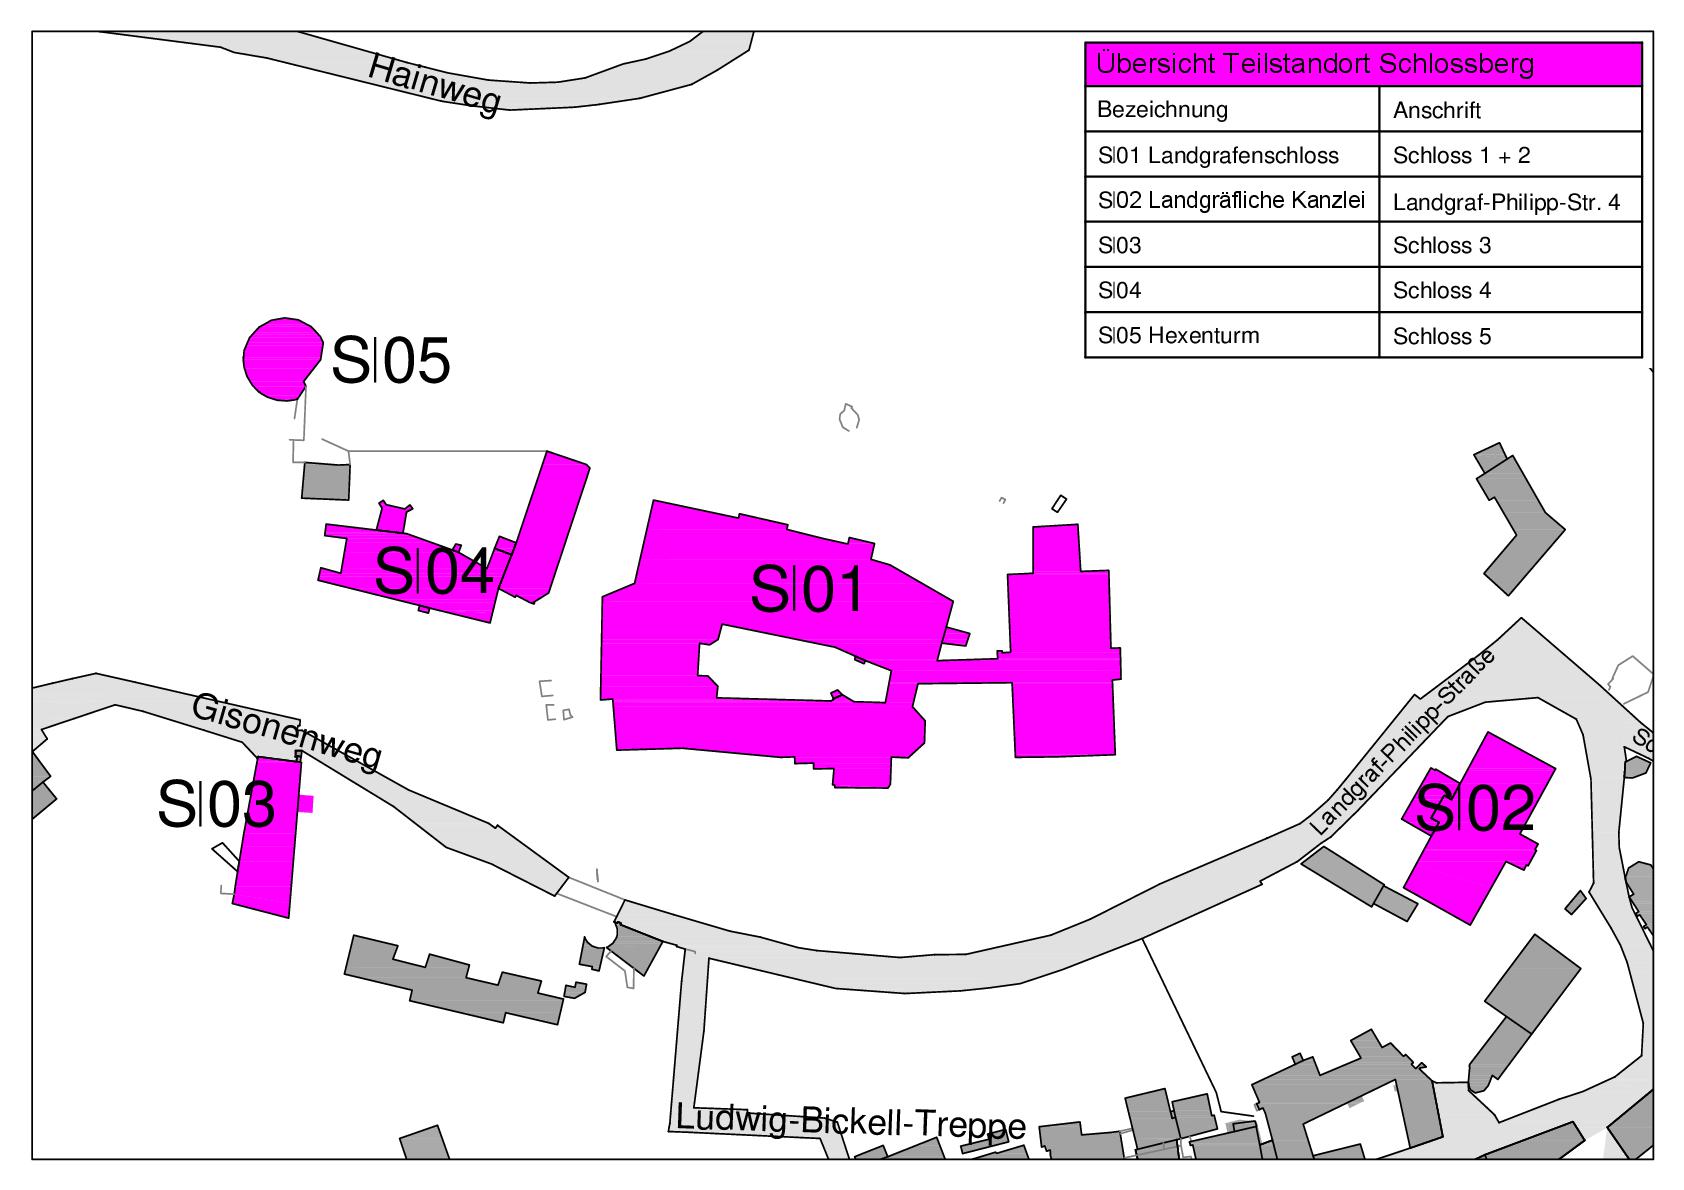 Hainweg
Übersicht Teilstandort Schlossberg
Bezeichnung Anschrift
S|01 Landgrafenschloss Schloss 1 + 2
S|02 Landgräfliche Kanzlei Landgraf-Philipp-Str. 4
S|03 Schloss 3
S|04 Schloss 4
S|05 Hexenturm Schloss 5
S|05
S|04
S|01
Gisonenweg
S|03
Landgraf-Philipp-Straße
S|02
Ludwig-Bickell-Treppe